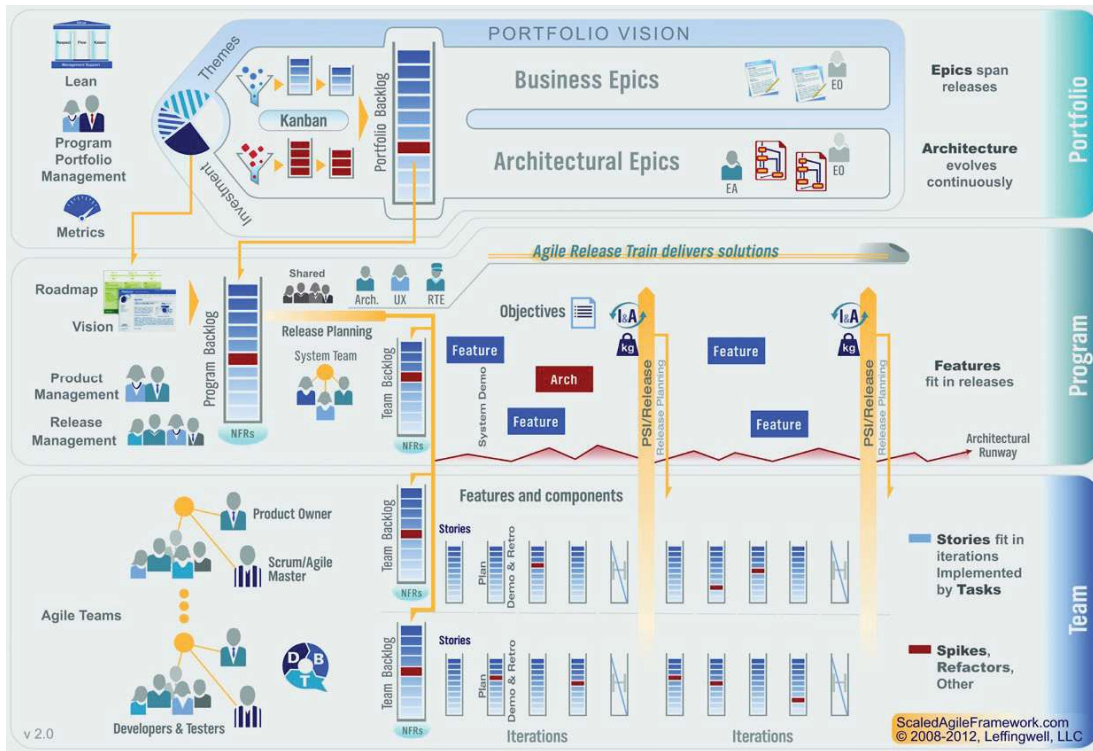 PORTFOLIO VISION
Themes
Investment
Respect
Flow
Kaizen
Management Support
Lean
Program
Portfolio
Management
Metrics
Kanban
Portfolio Backlog
Business Epics
EO
Architectural Epics
EA
EO
Epics span
releases
Architecture
evolves
continuously
Portfolio
Agile Release Train delivers solutions
Roadmap
Vision
Product
Management
Release
Management
Program Backlog
NFRs
Shared
Arch.
UX
RTE
Release Planning
System Team
Team Backlog
NFRs
Objectives
Feature
System Demo
Arch
Feature
I&A
kg
PSI/Release
Release Planning
Feature
Feature
I&A
kg
PSI/Release
Release Planning
Features
fit in releases
Architectural
Runway
Program
Agile Teams
Product Owner
Scrum/Agile
Master
Developers & Testers
D
B
T
Features and components
Team Backlog
NFRs
Stories
Plan
Demo & Retro
H
H
Team Backlog
NFRs
Stories
Plan
Demo & Retro
H
H
Iterations
Iterations
Stories fit in
iterations
Implemented
by Tasks
Spikes,
Refactors,
Other
Team
v 2.0
ScaledAgileFramework.com
© 2008-2012, Leffingwell, LLC